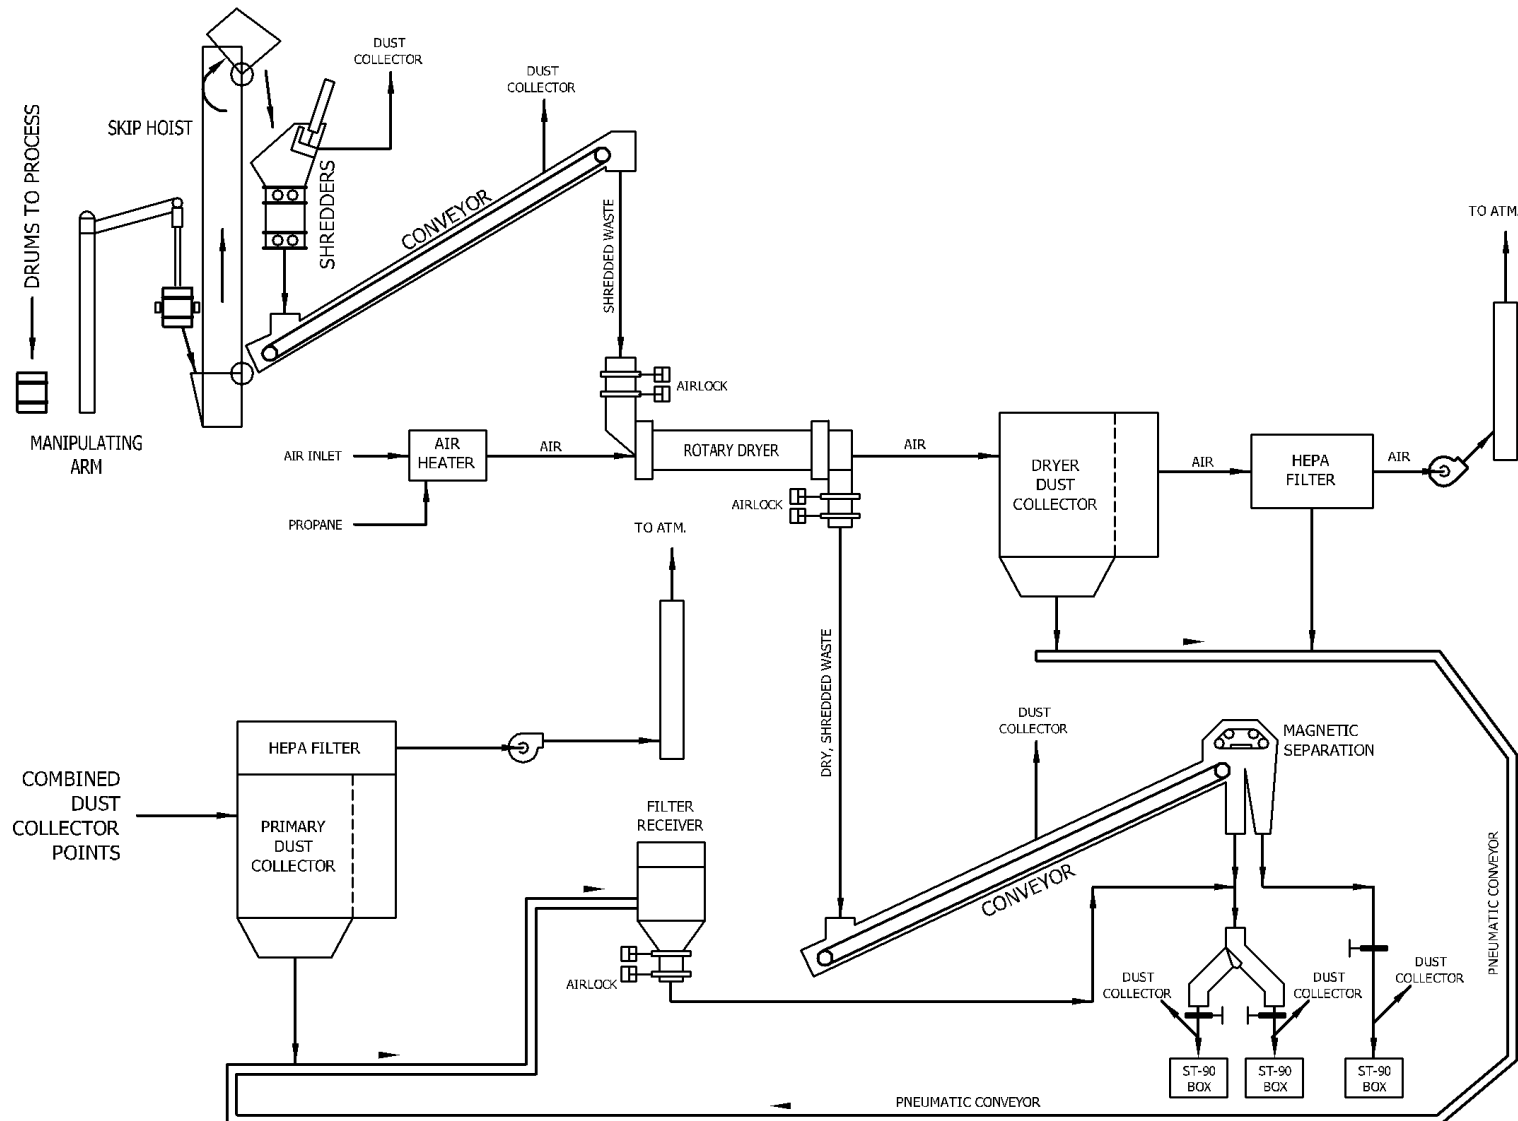 DUST
COLLECTOR
DUST
COLLECTOR
SKIP HOIST
DRUMS TO PROCESS
SHREDDERS
CONVEYOR
SHREDDED WASTE
TO ATM.
AIRLOCK
MANIPULATING
ARM
AIR INLET
AIR
HEATER
AIR
ROTARY DRYER
AIR
DRYER
DUST
COLLECTOR
AIR
HEPA
FILTER
AIR
PROPANE
AIRLOCK
TO ATM.
DRY, SHREDDED WASTE
DUST
COLLECTOR
MAGNETIC
SEPARATION
HEPA FILTER
COMBINED
DUST
COLLECTOR
POINTS
PRIMARY
DUST
COLLECTOR
FILTER
RECEIVER
CONVEYOR
PNEUMATIC CONVEYOR
AIRLOCK
DUST
COLLECTOR
DUST
COLLECTOR
DUST
COLLECTOR
ST-90
BOX
ST-90
BOX
ST-90
BOX
PNEUMATIC CONVEYOR